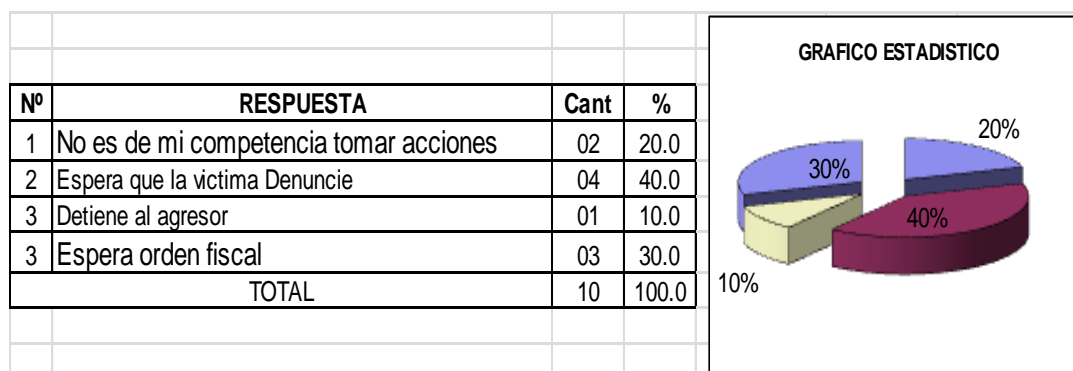 GRAFICO ESTADISTICO
Nº RESPUESTA Cant %
1 No es de mi competencia tomar acciones 02 20.0
2 Espera que la victima Denuncie 04 40.0
3 Detiene al agresor 01 10.0
3 Espera orden fiscal 03 30.0
TOTAL 10 100.0
20%
30%
40%
10%